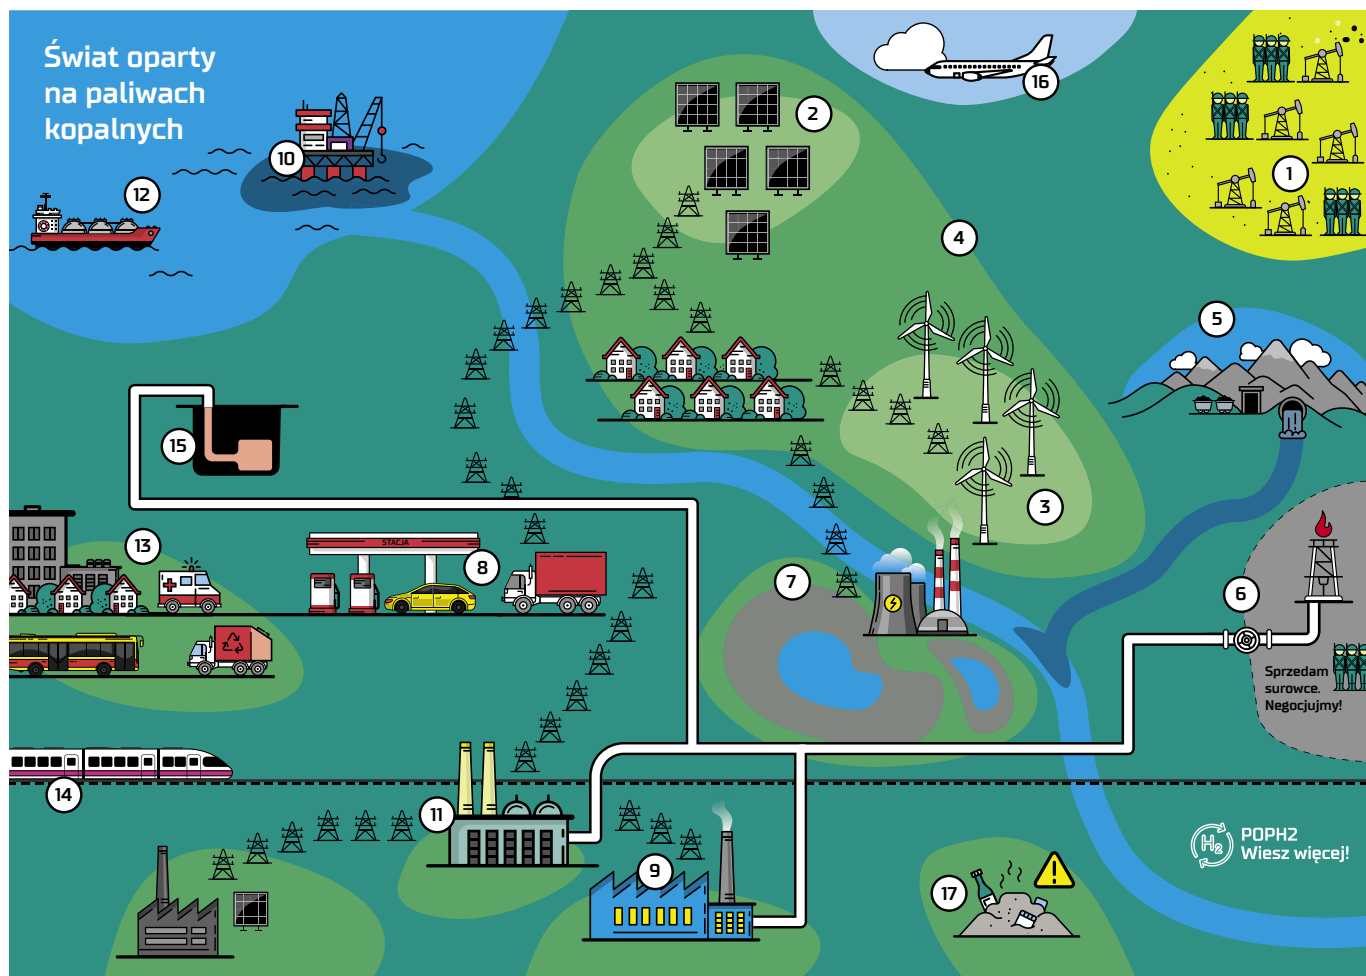 Świat oparty
na paliwach
kopalnych
16
2
10
1
12
4
5
15
3
13
STACJA
8
7
6
Sprzedam
surowce.
Negocjujmy!
14
11
H2
POPH2
Wiesz więcej!
9
17